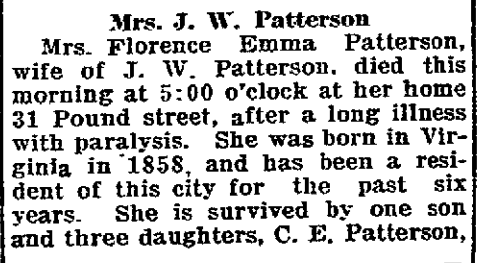 Mrs. J. W. Patterson
Mrs. Florence Emma Patterson,
wife of J. W. Patterson, died this
morning at 5:00 o'clock at her home
31 Pound street, after a long illness
with paralysis. She was born in Vir-
ginia in 1858, and has been a resi-
dent of this city for the past six
years. She is survived by one son
and three daughters, C. E. Patterson,